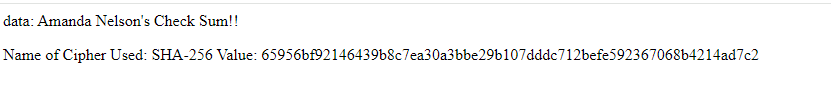 data: Amanda Nelson's Check Sum!!
Name of Cipher Used: SHA-256 Value: 65956bf92146439b8c7ea30a3bbe29b107dddc712befe592367068b4214ad7c2